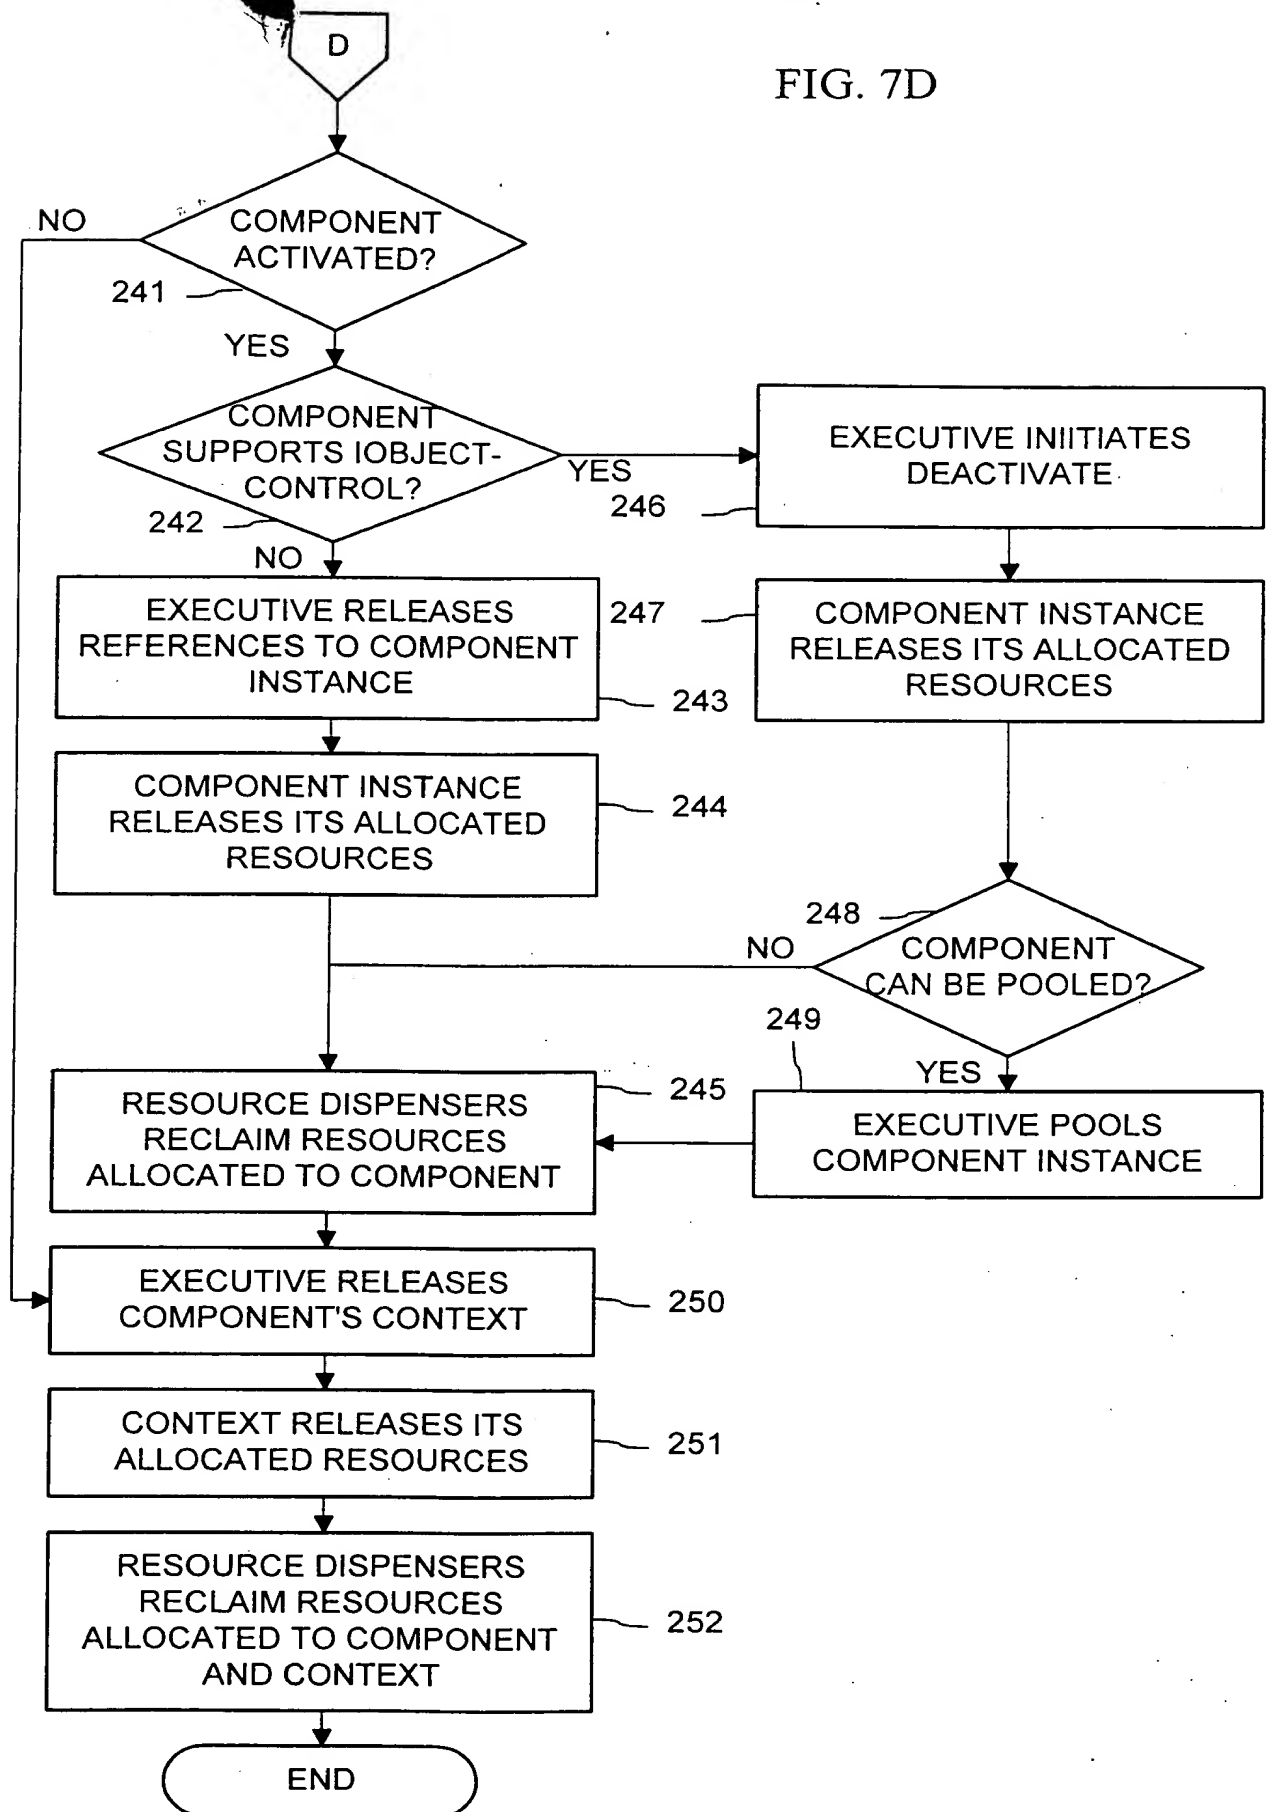 D
FIG. 7D
NO
COMPONENT
ACTIVATED?
241
YES
COMPONENT
SUPPORTS IOBJECT-
CONTROL?
242
YES
NO
EXECUTIVE INIITIATES
DEACTIVATE
246
EXECUTIVE RELEASES
REFERENCES TO COMPONENT
INSTANCE
243
247
COMPONENT INSTANCE
RELEASES ITS ALLOCATED
RESOURCES
COMPONENT INSTANCE
RELEASES ITS ALLOCATED
RESOURCES
244
248
NO
COMPONENT
CAN BE POOLED?
249
YES
RESOURCE DISPENSERS
RECLAIM RESOURCES
ALLOCATED TO COMPONENT
245
EXECUTIVE POOLS
COMPONENT INSTANCE
EXECUTIVE RELEASES
COMPONENT'S CONTEXT
250
CONTEXT RELEASES ITS
ALLOCATED RESOURCES
251
RESOURCE DISPENSERS
RECLAIM RESOURCES
ALLOCATED TO COMPONENT
AND CONTEXT
252
END